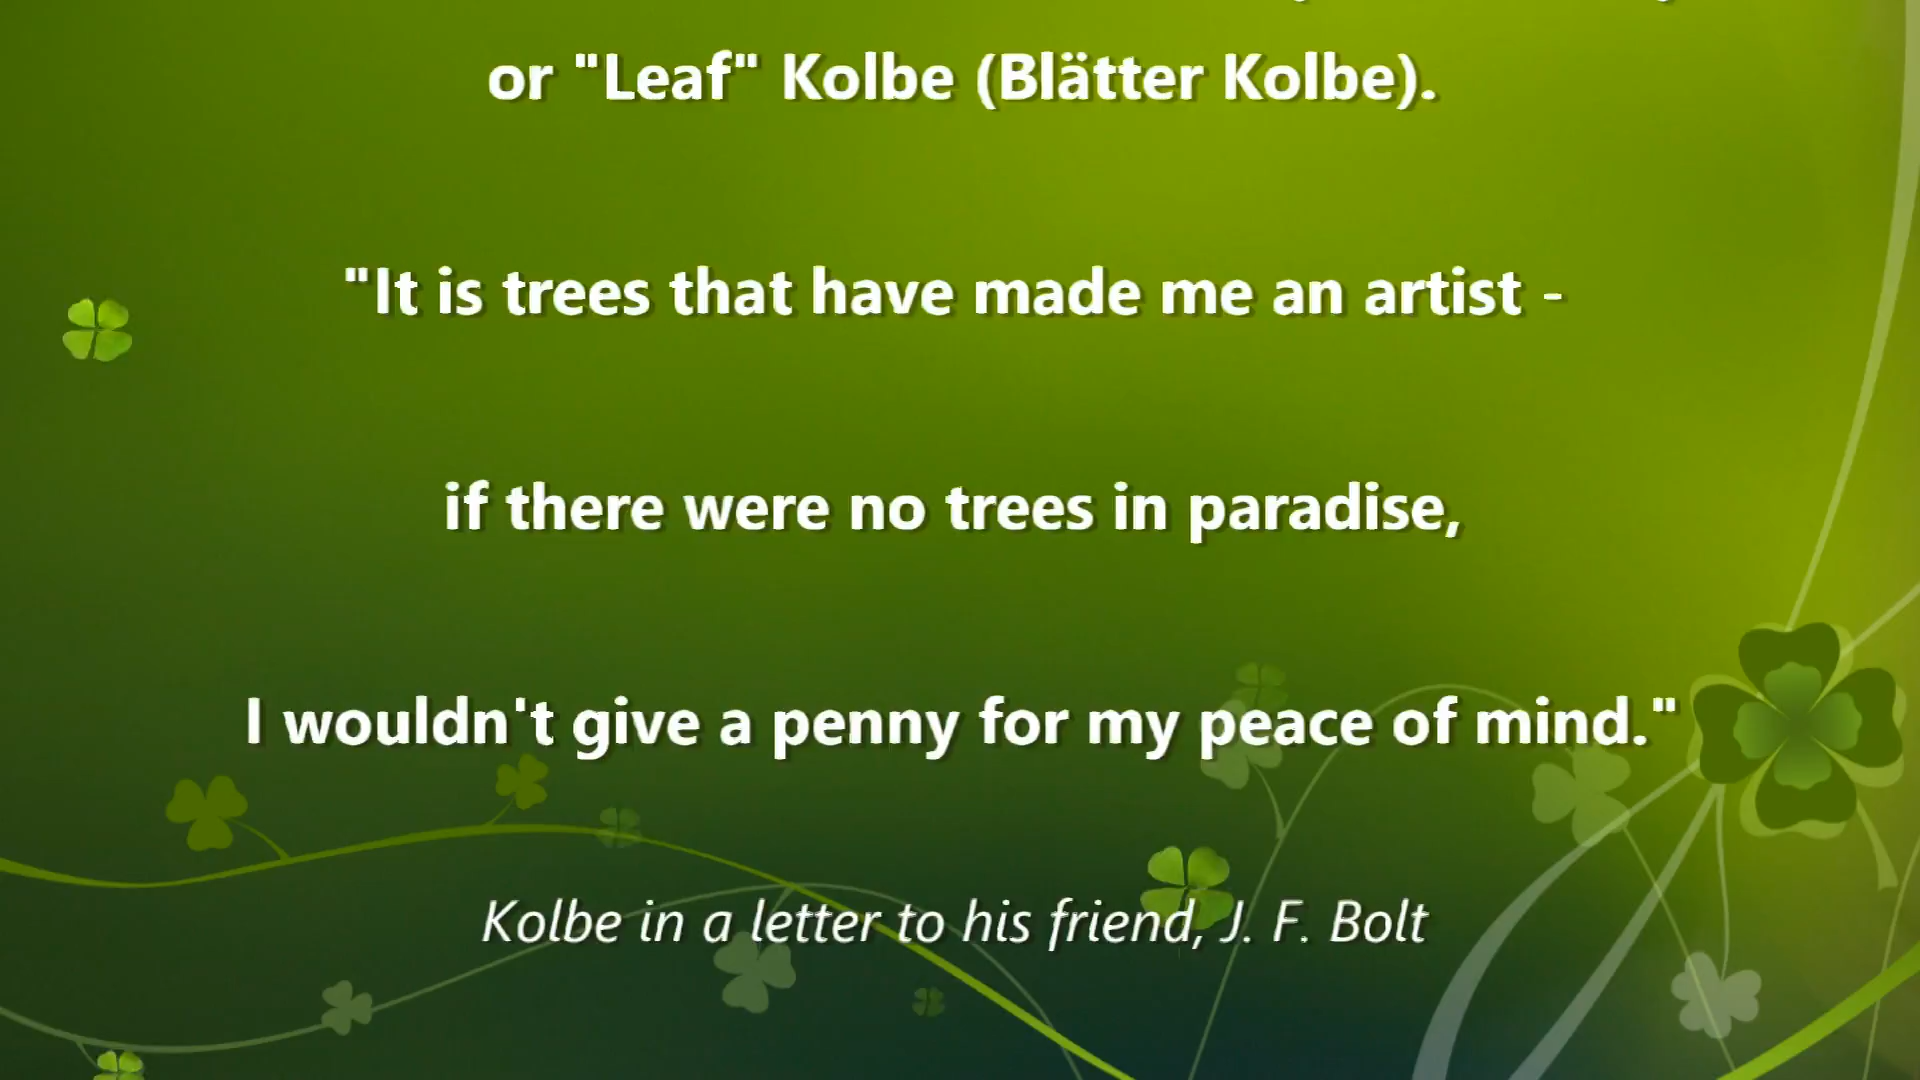 or "Leaf" Kolbe (Blätter Kolbe).
"It is trees that have made me an artist -
if there were no trees in paradise,
I wouldn't give a penny for my peace of mind."
Kolbe in a letter to his friend, J. F. Bolt